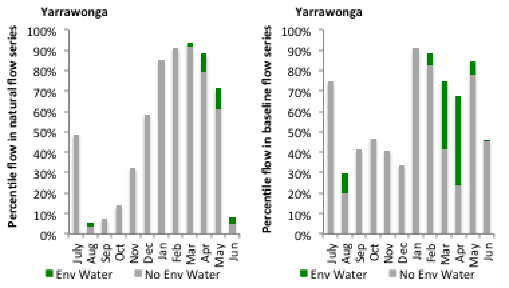 Yarrawonga
Percentile flow in natural flow series
100%
90%
80%
70%
60%
50%
40%
30%
20%
10%
0%
July
Aug
Sep
Oct
Nov
Dec
Jan
Feb
Mar
Apr
May
Jun
Env Water
No Env Water
Yarrawonga
Percentile flow in baseline flow series
100%
90%
80%
70%
60%
50%
40%
30%
20%
10%
0%
July
Aug
Sep
Oct
Nov
Dec
Jan
Feb
Mar
Apr
May
Jun
Env Water
No Env Water